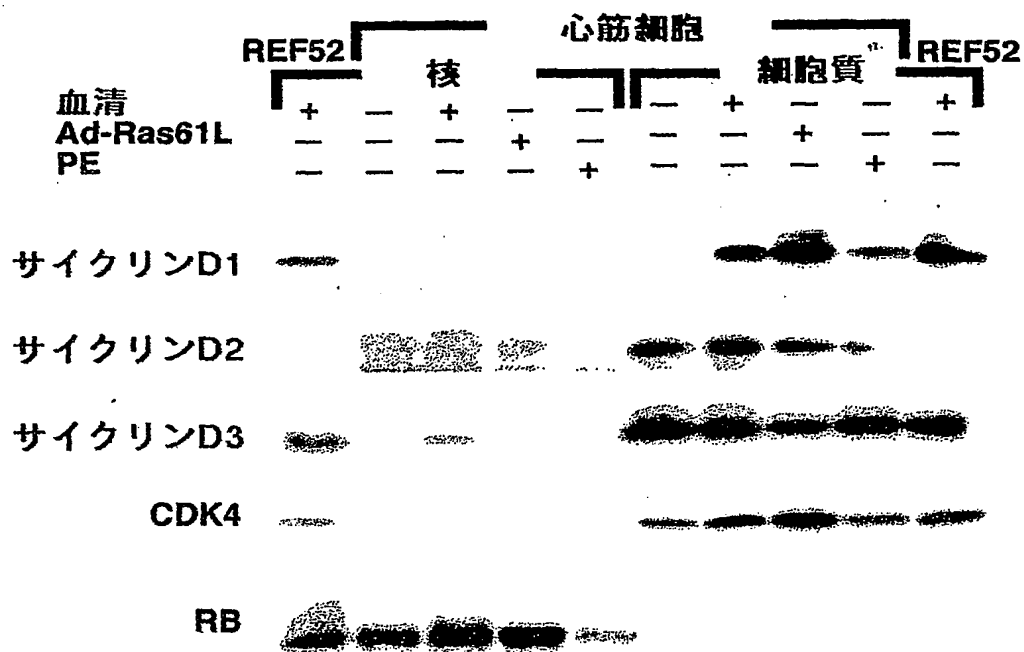 心筋細胞
REF52 核 細胞質 REF52
血清 + − + − − − + − − +
Ad-Ras61L − − − + − − − + − −
PE − − − − + − − − + −
サイクリンD1
サイクリンD2
サイクリンD3
CDK4
RB